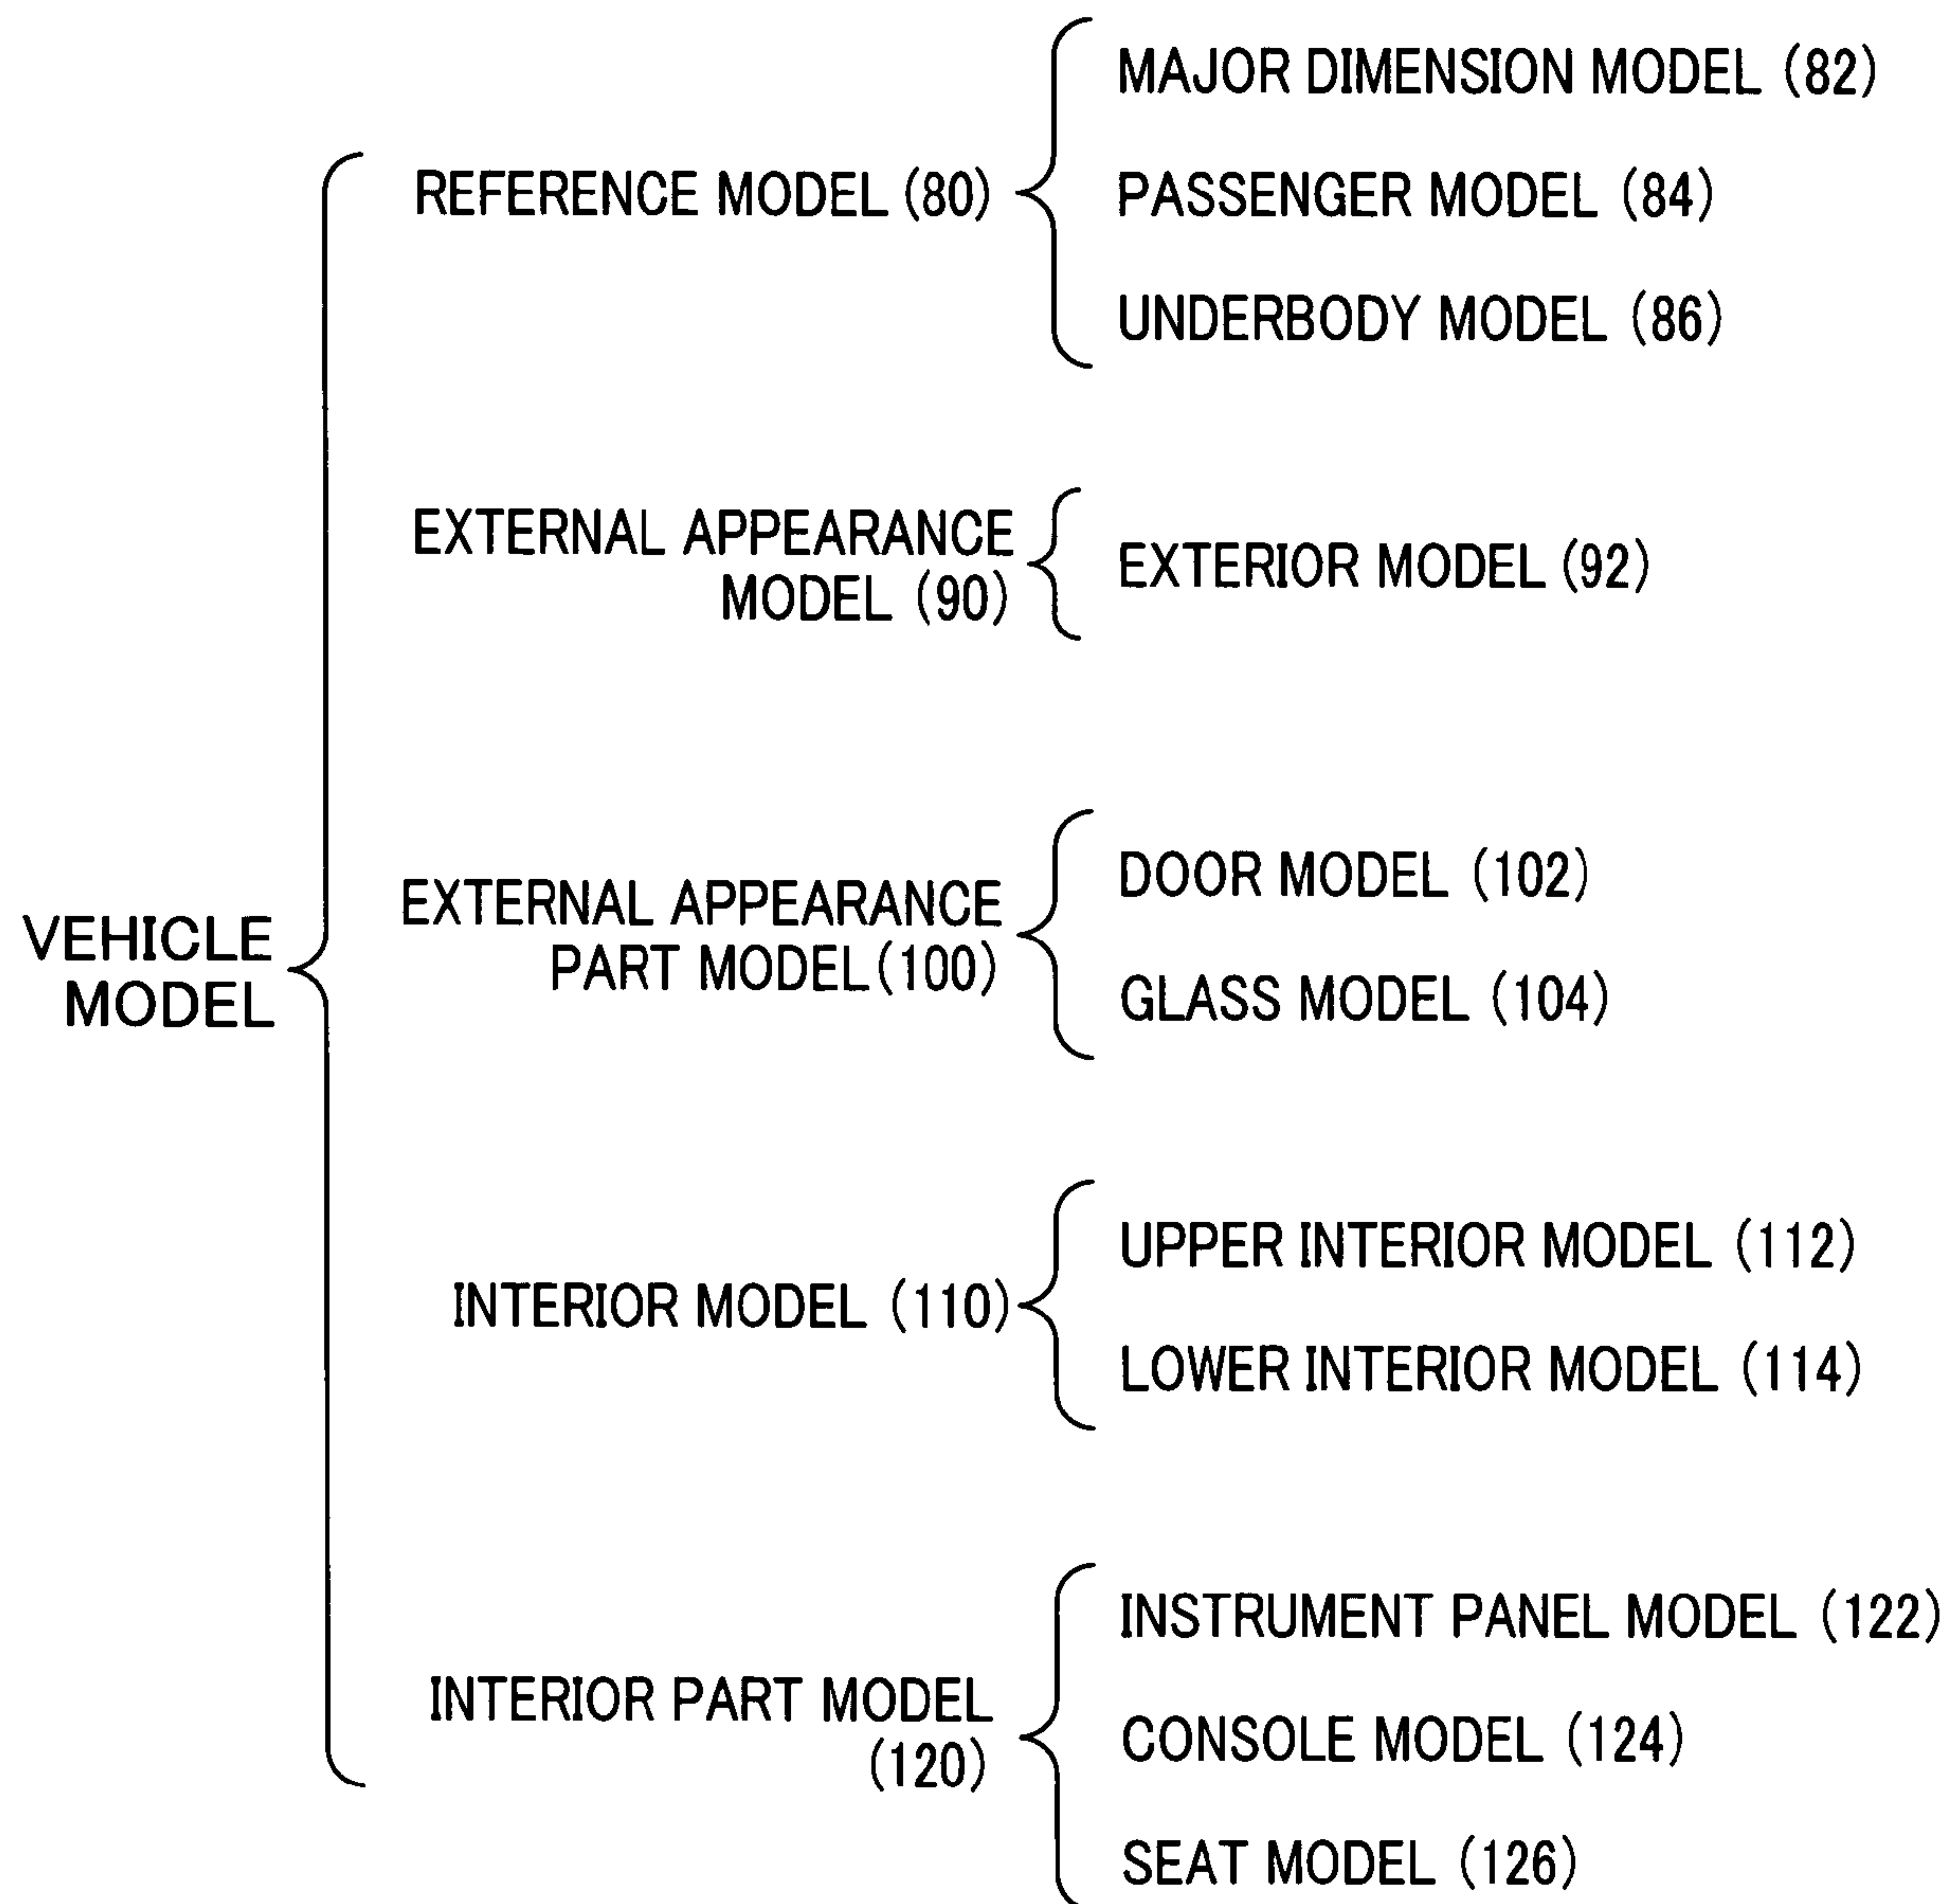 VEHICLE
MODEL
REFERENCE MODEL (80)
MAJOR DIMENSION MODEL (82)
PASSENGER MODEL (84)
UNDERBODY MODEL (86)
EXTERNAL APPEARANCE
MODEL (90)
EXTERIOR MODEL (92)
EXTERNAL APPEARANCE
PART MODEL(100)
DOOR MODEL (102)
GLASS MODEL (104)
INTERIOR MODEL (110)
UPPER INTERIOR MODEL (112)
LOWER INTERIOR MODEL (114)
INTERIOR PART MODEL
(120)
INSTRUMENT PANEL MODEL (122)
CONSOLE MODEL (124)
SEAT MODEL (126)